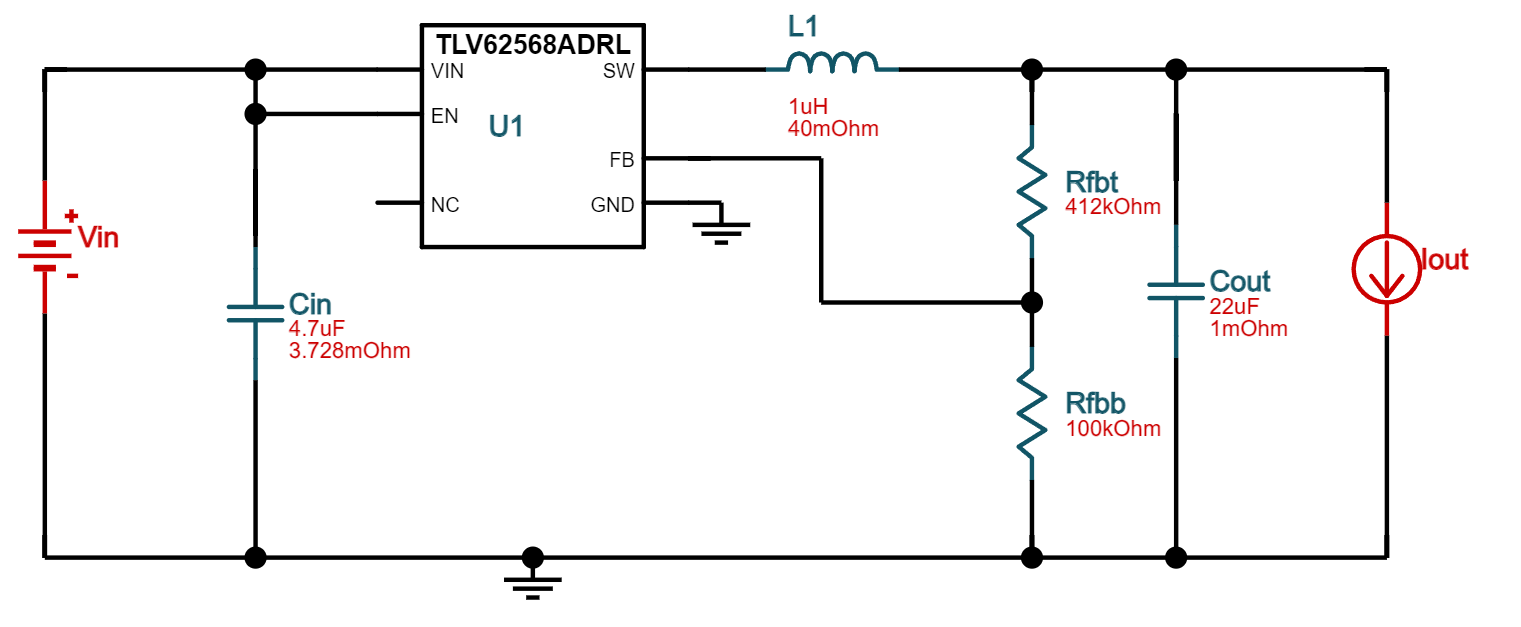 L1
TLV62568ADRL
VIN
SW
1uH
40mOhm
EN
U1
FB
NC
GND
Rfbt
412kOhm
+
Vin
-
Iout
Cin
4.7uF
3.728mOhm
Cout
22uF
1mOhm
Rfbb
100kOhm